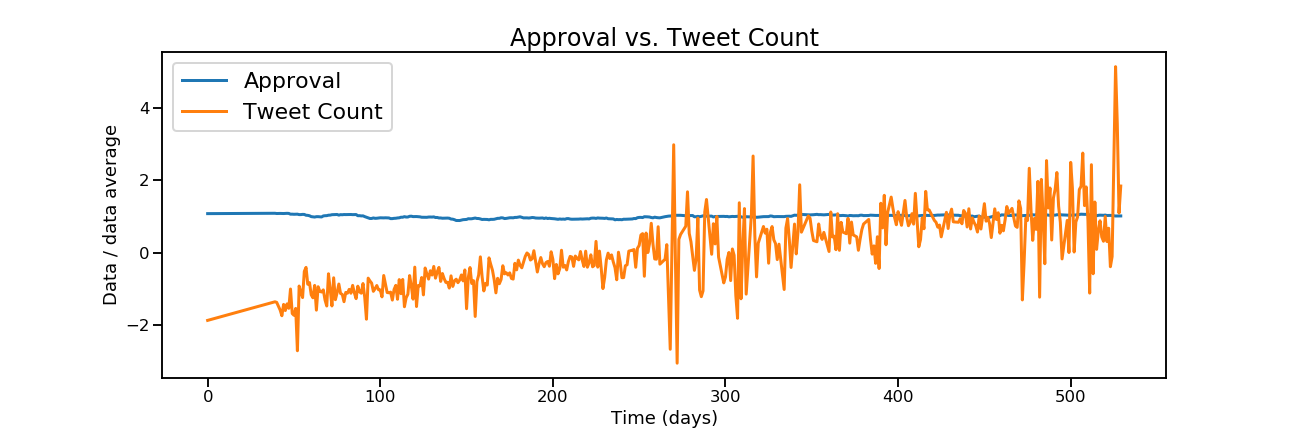 Approval vs. Tweet Count
Approval
Tweet Count
Data / data average
4
2
0
−2
0 100 200 300 400 500
Time (days)